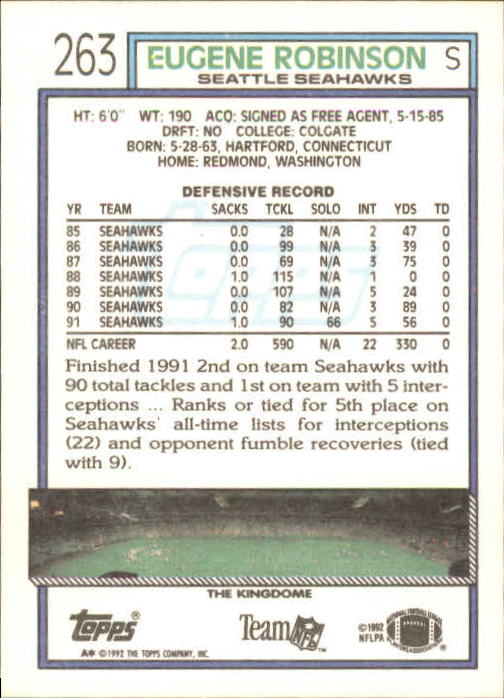 263 EUGENE ROBINSON S
SEATTLE SEAHAWKS
HT: 6'0" WT: 190 ACQ: SIGNED AS FREE AGENT, 5-15-85
DRFT: NO COLLEGE: COLGATE
BORN: 5-28-63, HARTFORD, CONNECTICUT
HOME: REDMOND, WASHINGTON
DEFENSIVE RECORD
YR TEAM SACKS TCKL SOLO INT YDS TD
85 SEAHAWKS 0.0 28 N/A 2 47 0
86 SEAHAWKS 0.0 99 N/A 3 39 0
87 SEAHAWKS 0.0 69 N/A 3 75 0
88 SEAHAWKS 1.0 115 N/A 1 0 0
89 SEAHAWKS 0.0 107 N/A 5 24 0
90 SEAHAWKS 0.0 82 N/A 3 89 0
91 SEAHAWKS 1.0 90 66 5 56 0
NFL CAREER 2.0 590 N/A 22 330 0
Finished 1991 2nd on team Seahawks with
90 total tackles and 1st on team with 5 inter-
ceptions ... Ranks or tied for 5th place on
Seahawks' all-time lists for interceptions
(22) and opponent fumble recoveries (tied
with 9).
THE KINGDOME
Topps®
Team NFL™
©1992
NFLPA
A* ©1992 THE TOPPS COMPANY, INC.